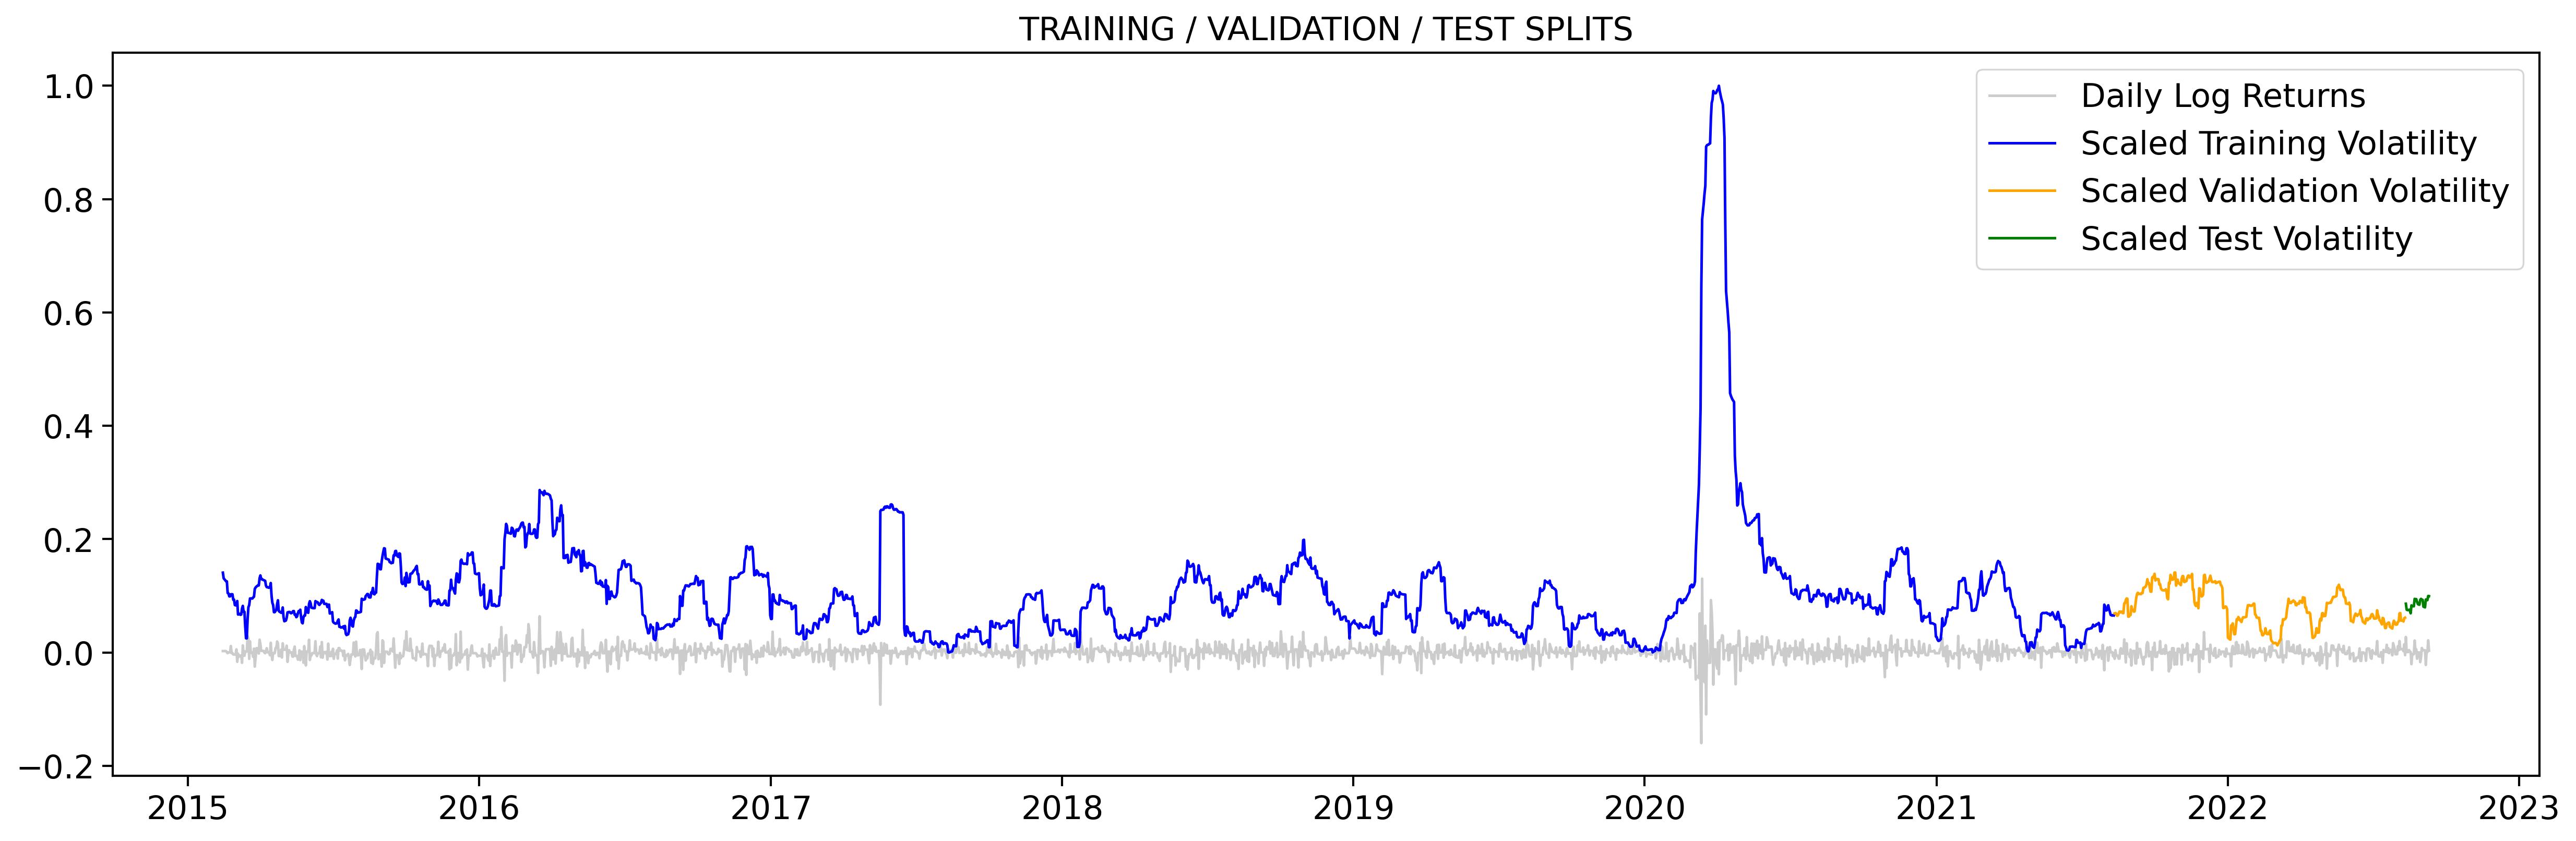 TRAINING / VALIDATION / TEST SPLITS
1.0
0.8
0.6
0.4
0.2
0.0
−0.2
Daily Log Returns
Scaled Training Volatility
Scaled Validation Volatility
Scaled Test Volatility
2015 2016 2017 2018 2019 2020 2021 2022 2023